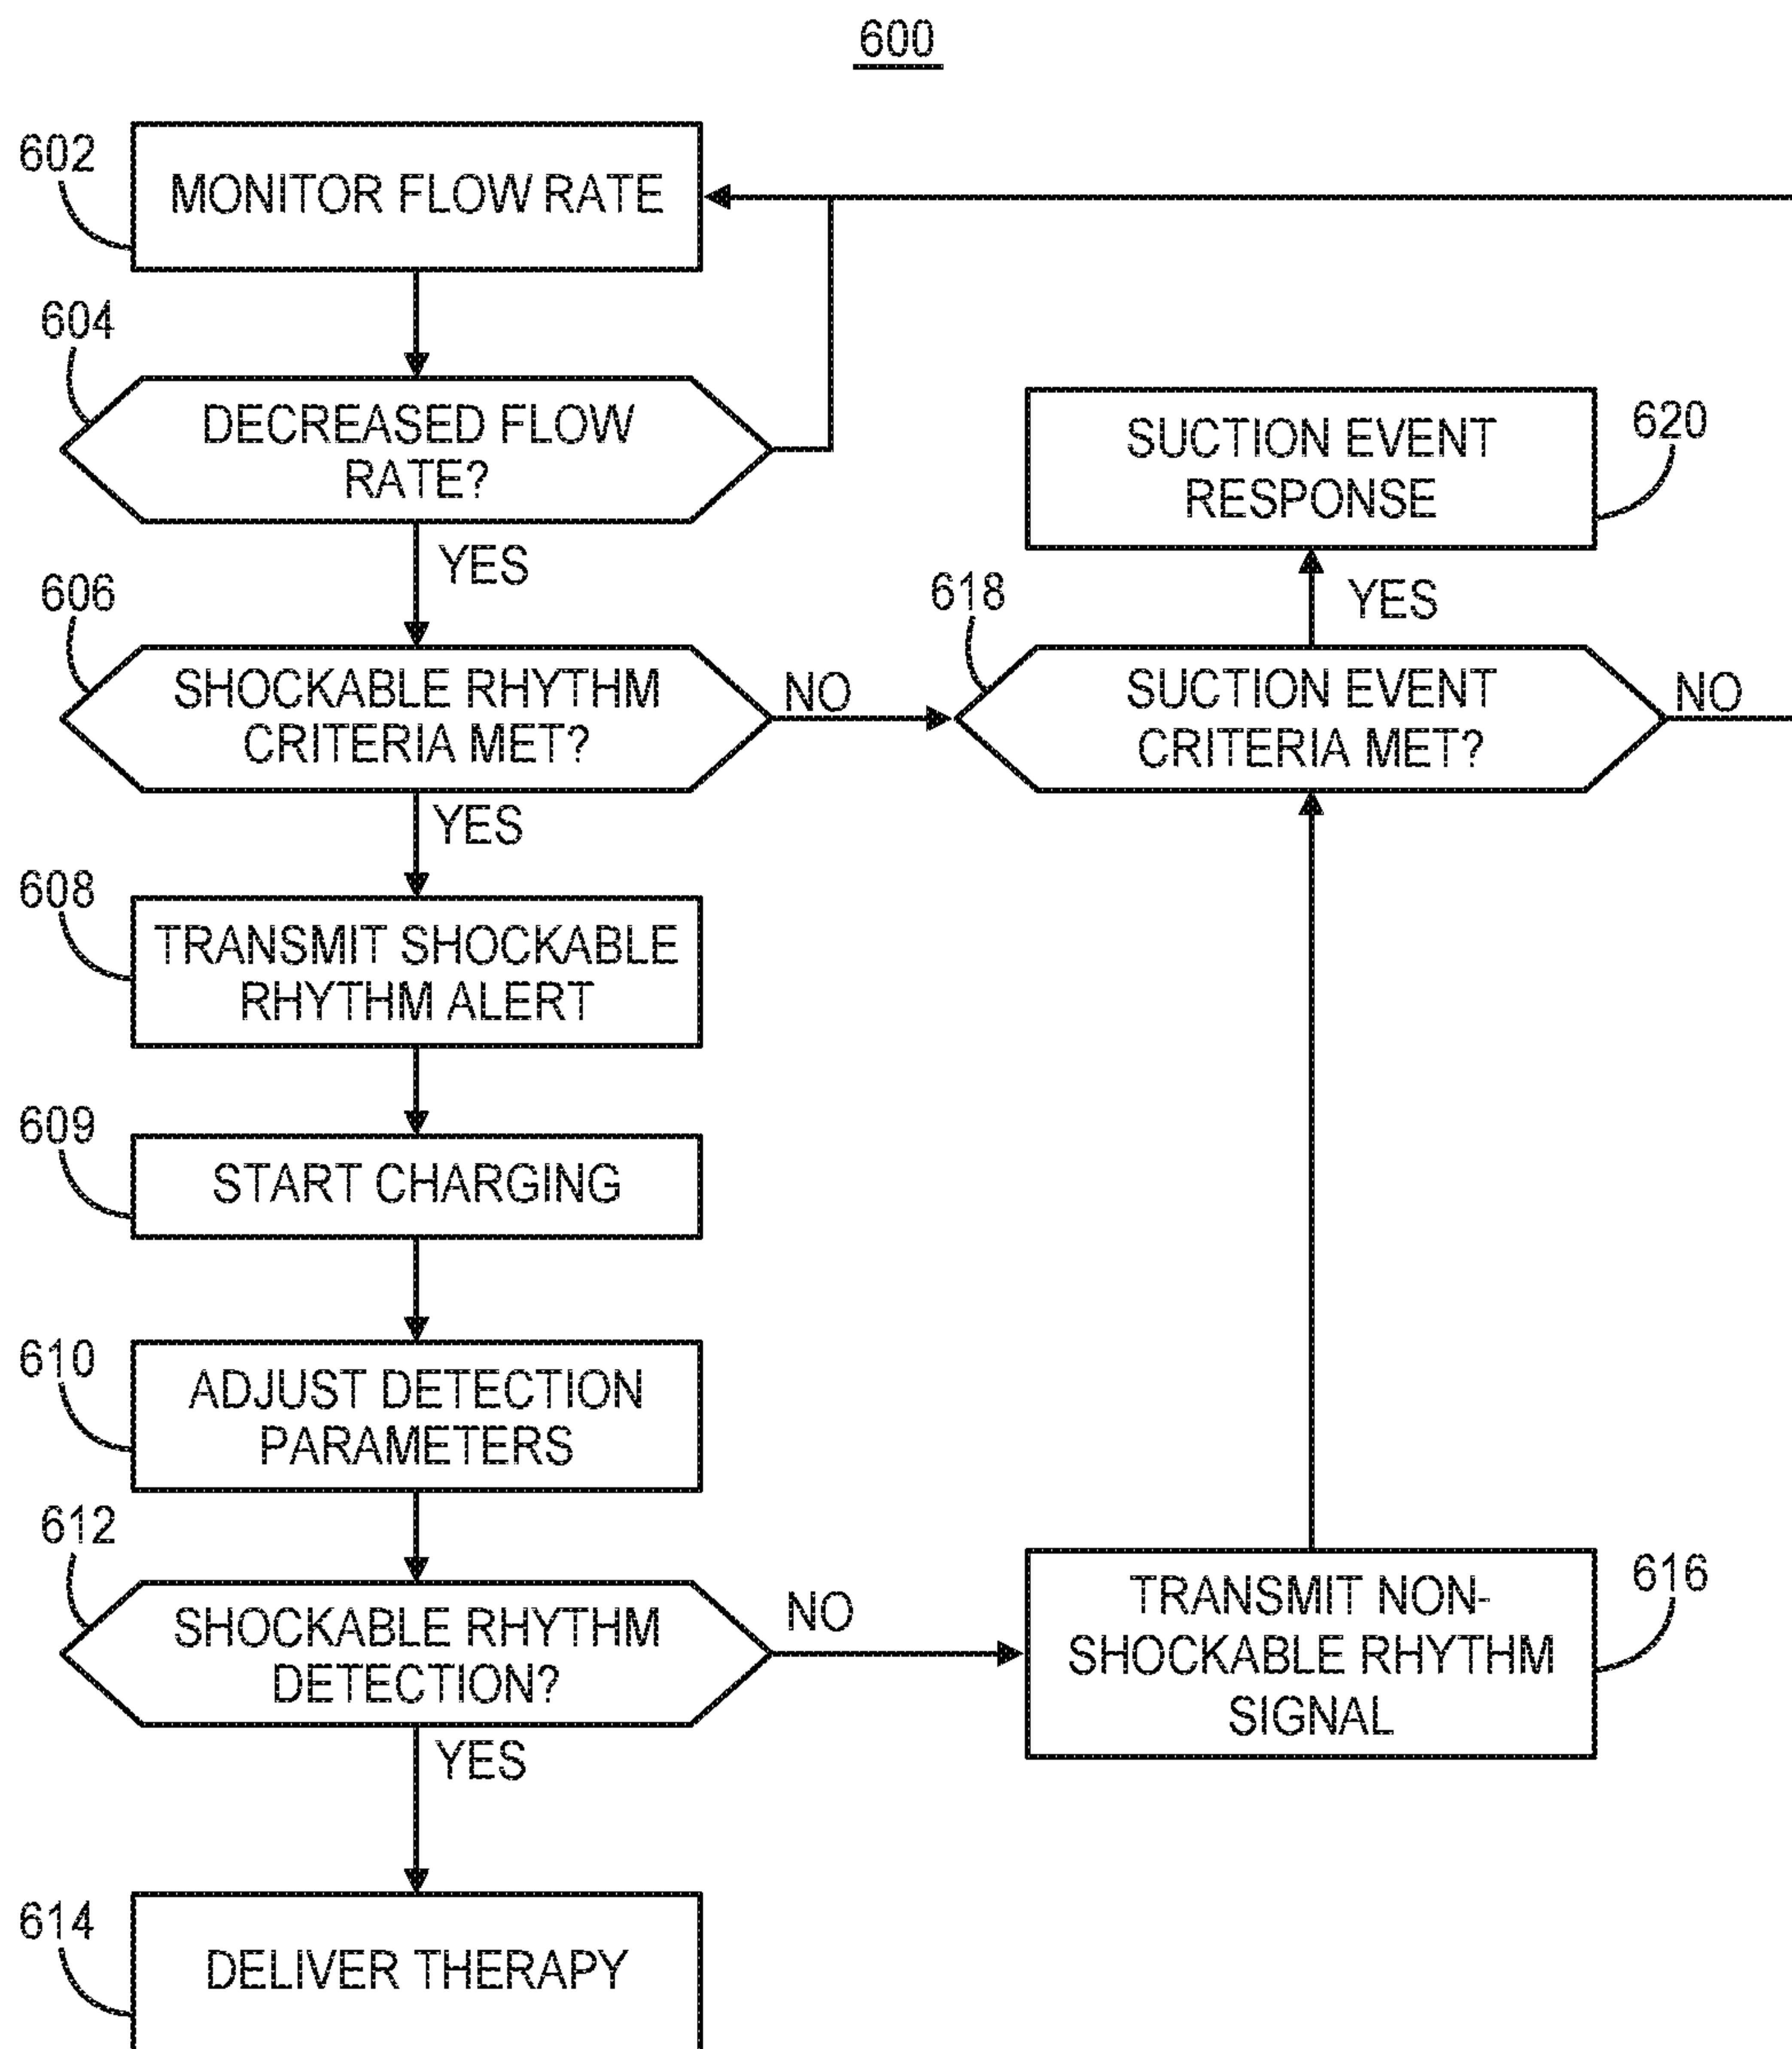 600
602
MONITOR FLOW RATE
604
DECREASED FLOW
RATE?
YES
620
SUCTION EVENT
RESPONSE
YES
606
SHOCKABLE RHYTHM
CRITERIA MET?
NO
618
SUCTION EVENT
CRITERIA MET?
NO
YES
608
TRANSMIT SHOCKABLE
RHYTHM ALERT
609
START CHARGING
610
ADJUST DETECTION
PARAMETERS
612
SHOCKABLE RHYTHM
DETECTION?
NO
616
TRANSMIT NON-
SHOCKABLE RHYTHM
SIGNAL
YES
614
DELIVER THERAPY